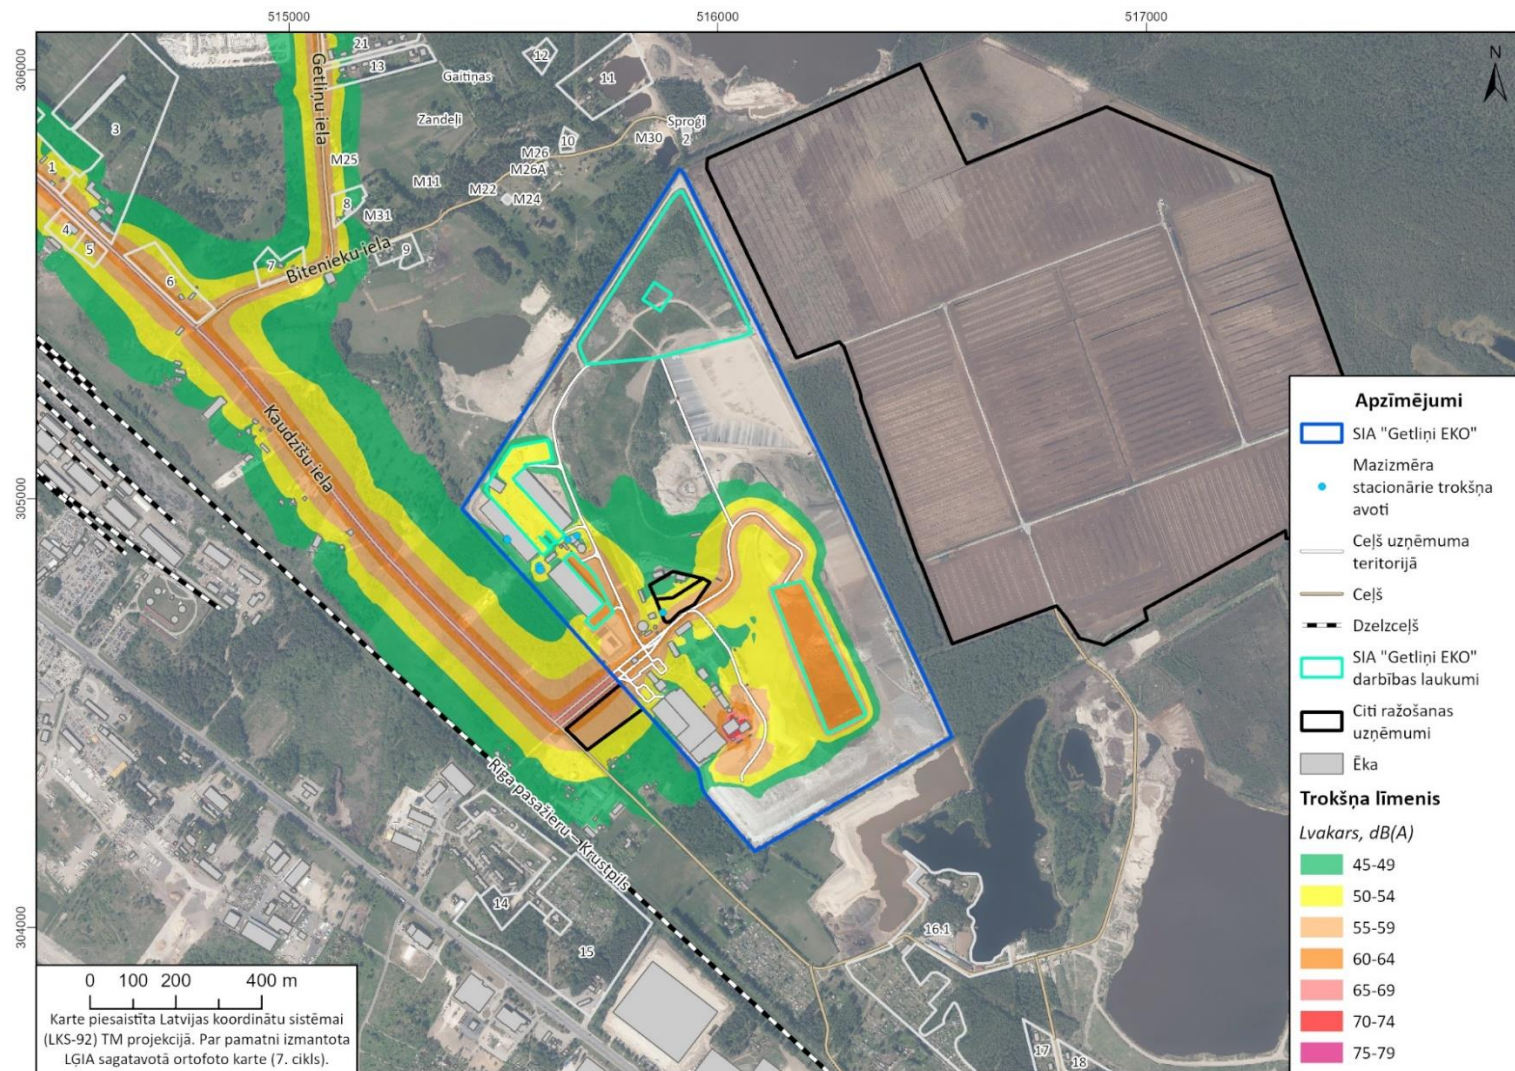 515000
516000
517000
306000
305000
304000
N
21
13
12
11
Gaitiņas
Getliņu iela
Zandeļi
3
Sproģi
2
M30
10
M26
M25
M26A
1
M11
M22
M24
8
M31
4
5
9
Bitenieku iela
7
6
Kaudzīšu iela
Rīga pasažieru – Krustpils
14
15
16.1
17
18
Apzīmējumi
SIA "Getliņi EKO"
Mazizmēra
stacionārie trokšņa
avoti
Ceļš uzņēmuma
teritorijā
Ceļš
Dzelzceļš
SIA "Getliņi EKO"
darbības laukumi
Citi ražošanas
uzņēmumi
Ēka
Trokšņa līmenis
Lvakars, dB(A)
45-49
50-54
55-59
60-64
65-69
70-74
75-79
0 100 200 400 m
Karte piesaistīta Latvijas koordinātu sistēmai
(LKS-92) TM projekcijā. Par pamatni izmantota
LĢIA sagatavotā ortofoto karte (7. cikls).